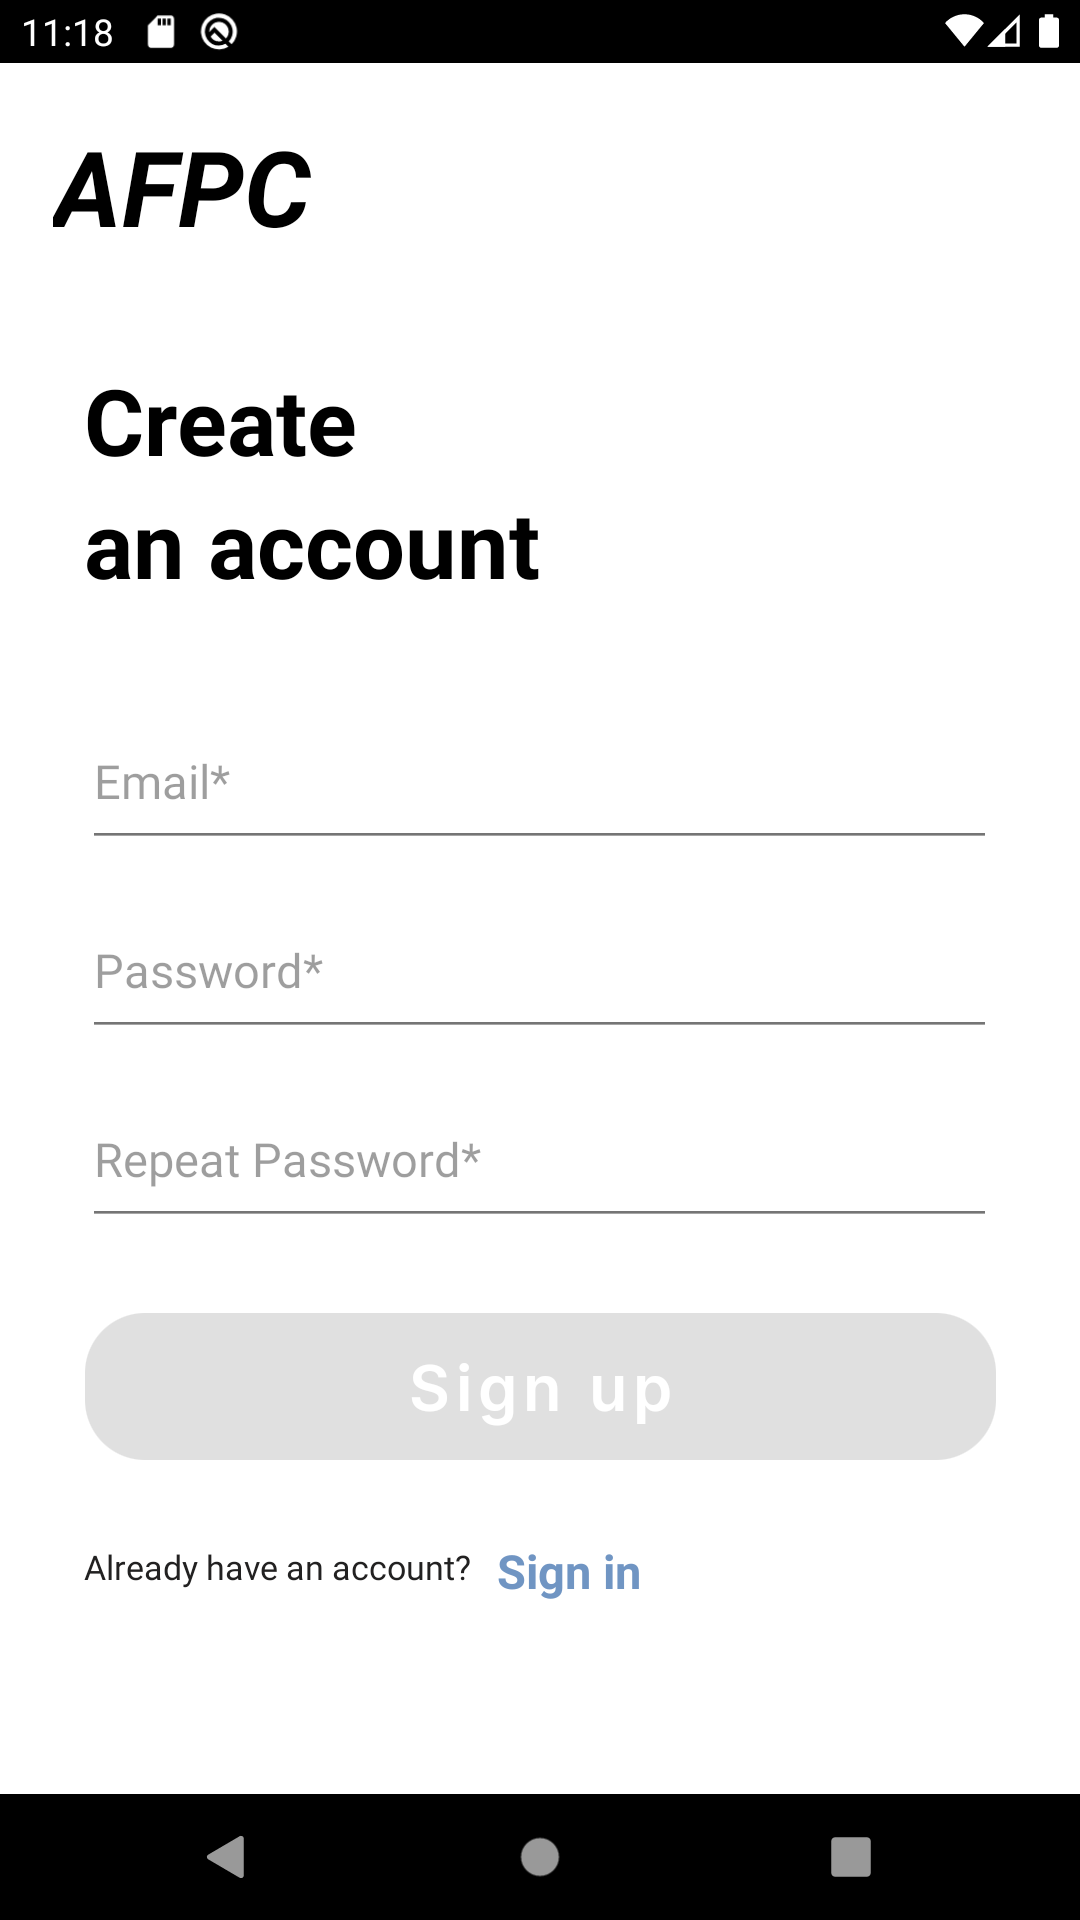 11:18
AFPC
Create
an account
Email*
Password*
Repeat Password*
Sign up
Already have an account? Sign in